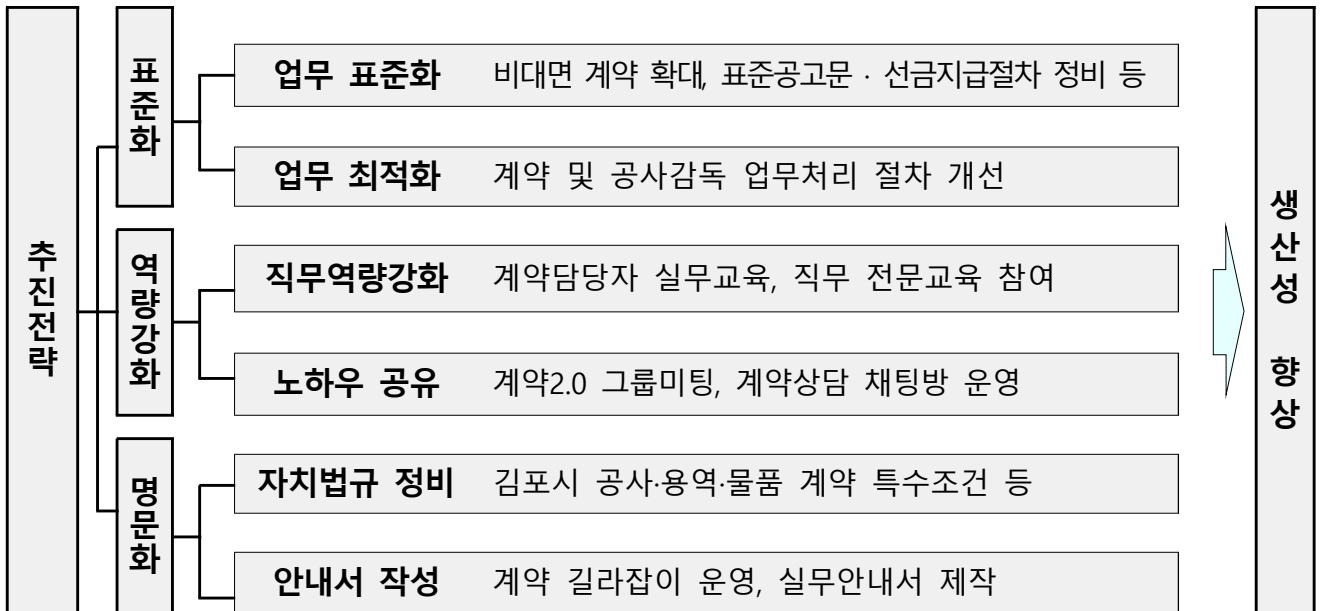 추진전략
표준화
업무 표준화 비대면 계약 확대, 표준공고문 · 선금지급절차 정비 등
업무 최적화 계약 및 공사감독 업무처리 절차 개선
역량강화
직무역량강화 계약담당자 실무교육, 직무 전문교육 참여
노하우 공유 계약2.0 그룹미팅, 계약상담 채팅방 운영
명문화
자치법규 정비 김포시 공사·용역·물품 계약 특수조건 등
안내서 작성 계약 길라잡이 운영, 실무안내서 제작
생산성 향상